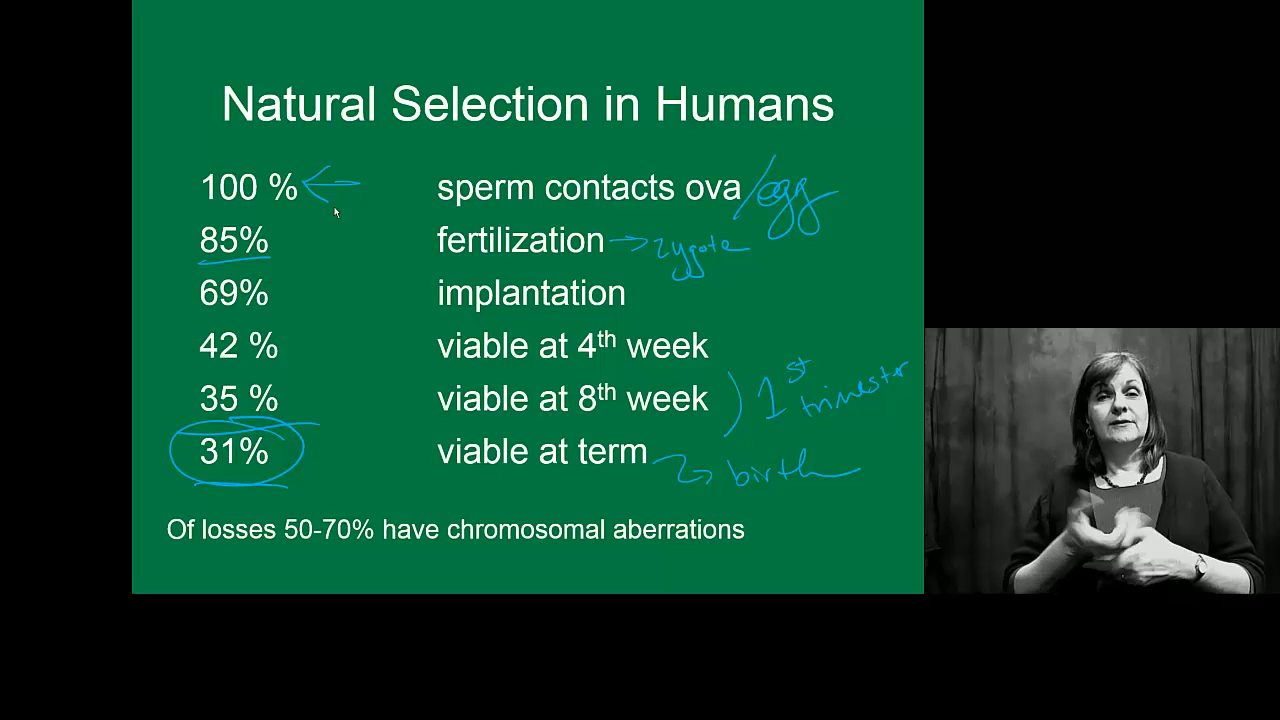 Natural Selection in Humans
100 % ← sperm contacts ova/egg
85% fertilization → zygote
69% implantation
42 % viable at 4th week
35 % viable at 8th week ) 1st trimester
31% viable at term → birth
Of losses 50-70% have chromosomal aberrations